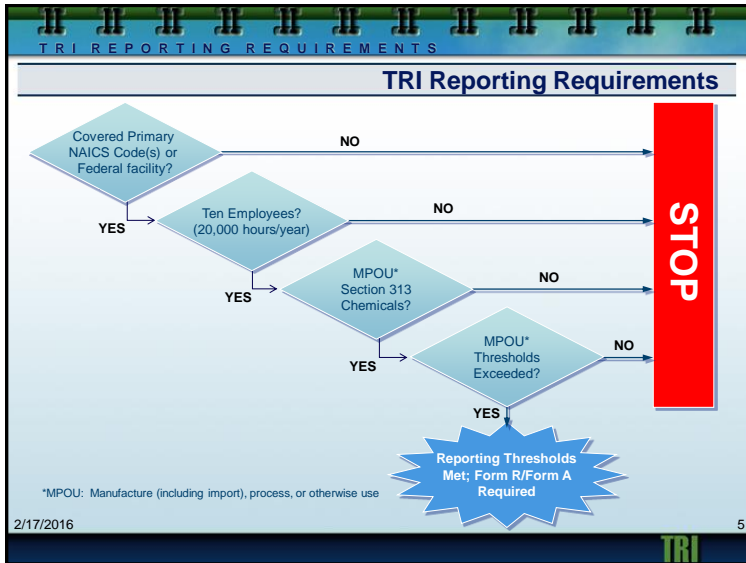 TRI REPORTING REQUIREMENTS
TRI Reporting Requirements
Covered Primary
NAICS Code(s) or
Federal facility?
NO
YES
Ten Employees?
(20,000 hours/year)
NO
YES
MPOU*
Section 313
Chemicals?
NO
YES
MPOU*
Thresholds
Exceeded?
NO
YES
STOP
Reporting Thresholds
Met; Form R/Form A
Required
*MPOU: Manufacture (including import), process, or otherwise use
2/17/2016
5
TRI